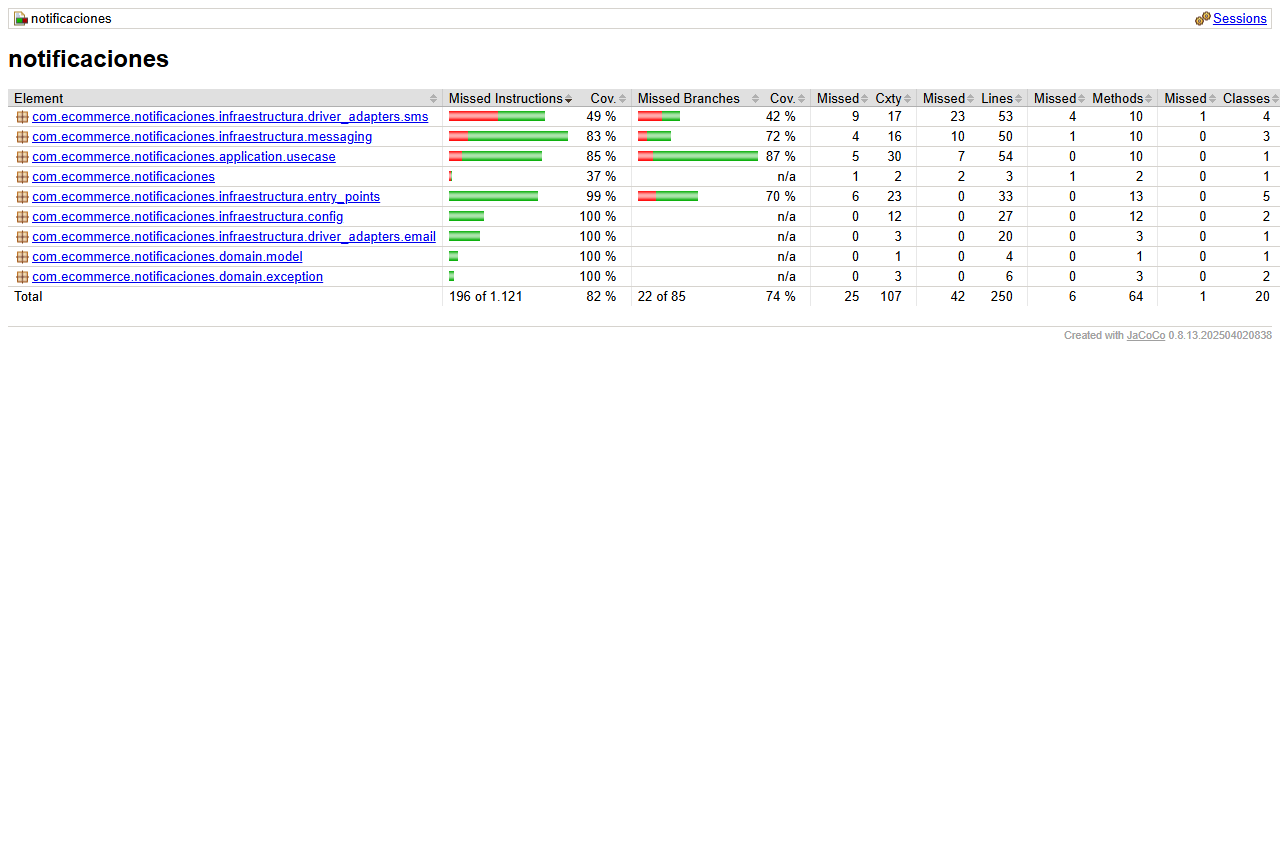 notificaciones Sessions
notificaciones
Element Missed Instructions Cov. Missed Branches Cov. Missed Cxty Missed Lines Missed Methods Missed Classes
com.ecommerce.notificaciones.infraestructura.driver_adapters.sms 49 % 42 % 9 17 23 53 4 10 1 4
com.ecommerce.notificaciones.infraestructura.messaging 83 % 72 % 4 16 10 50 1 10 0 3
com.ecommerce.notificaciones.application.usecase 85 % 87 % 5 30 7 54 0 10 0 1
com.ecommerce.notificaciones 37 % n/a 1 2 2 3 1 2 0 1
com.ecommerce.notificaciones.infraestructura.entry_points 99 % 70 % 6 23 0 33 0 13 0 5
com.ecommerce.notificaciones.infraestructura.config 100 % n/a 0 12 0 27 0 12 0 2
com.ecommerce.notificaciones.infraestructura.driver_adapters.email 100 % n/a 0 3 0 20 0 3 0 1
com.ecommerce.notificaciones.domain.model 100 % n/a 0 1 0 4 0 1 0 1
com.ecommerce.notificaciones.domain.exception 100 % n/a 0 3 0 6 0 3 0 2
Total 196 of 1.121 82 % 22 of 85 74 % 25 107 42 250 6 64 1 20
Created with JaCoCo 0.8.13.202504020838